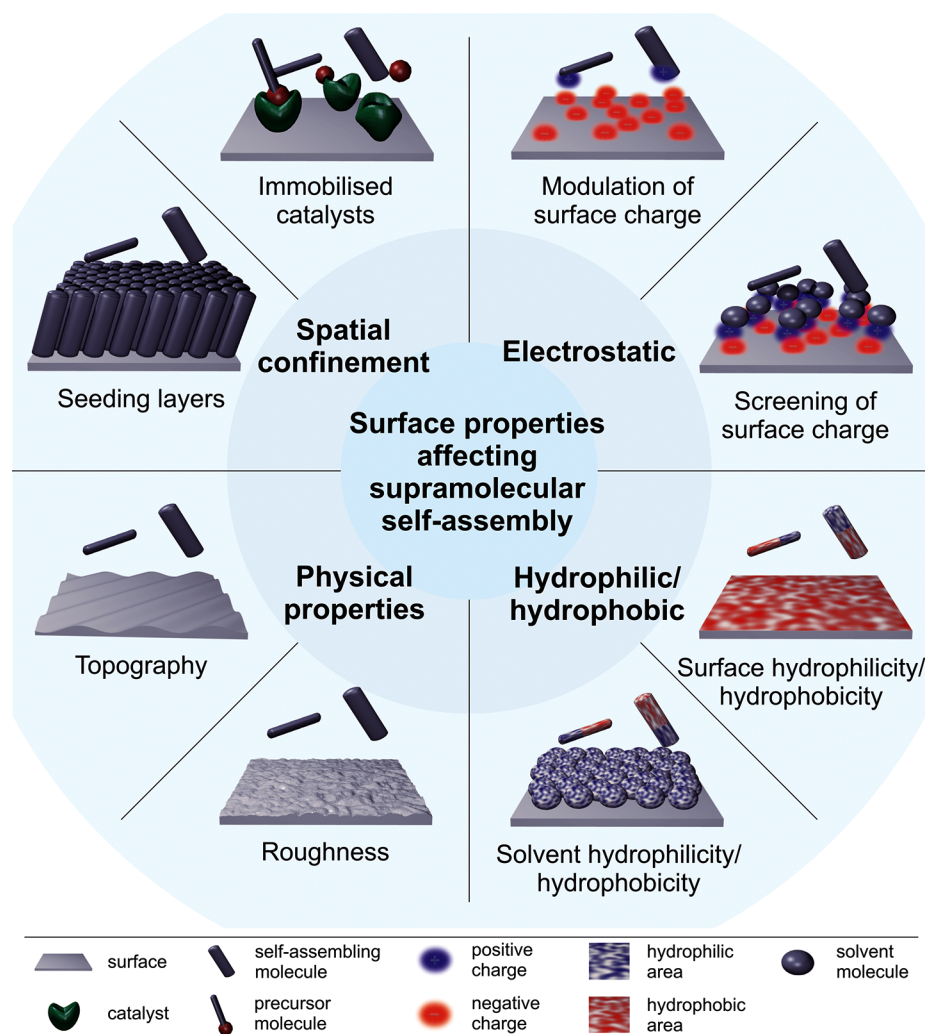 Immobilised
catalysts
Modulation of
surface charge
Seeding layers
Spatial
confinement
Electrostatic
Screening of
surface charge
Surface properties
affecting
supramolecular
self-assembly
Physical
properties
Hydrophilic/
hydrophobic
Topography
Surface hydrophilicity/
hydrophobicity
Roughness
Solvent hydrophilicity/
hydrophobicity
surface
self-assembling
molecule
positive
charge
hydrophilic
area
solvent
molecule
catalyst
precursor
molecule
negative
charge
hydrophobic
area